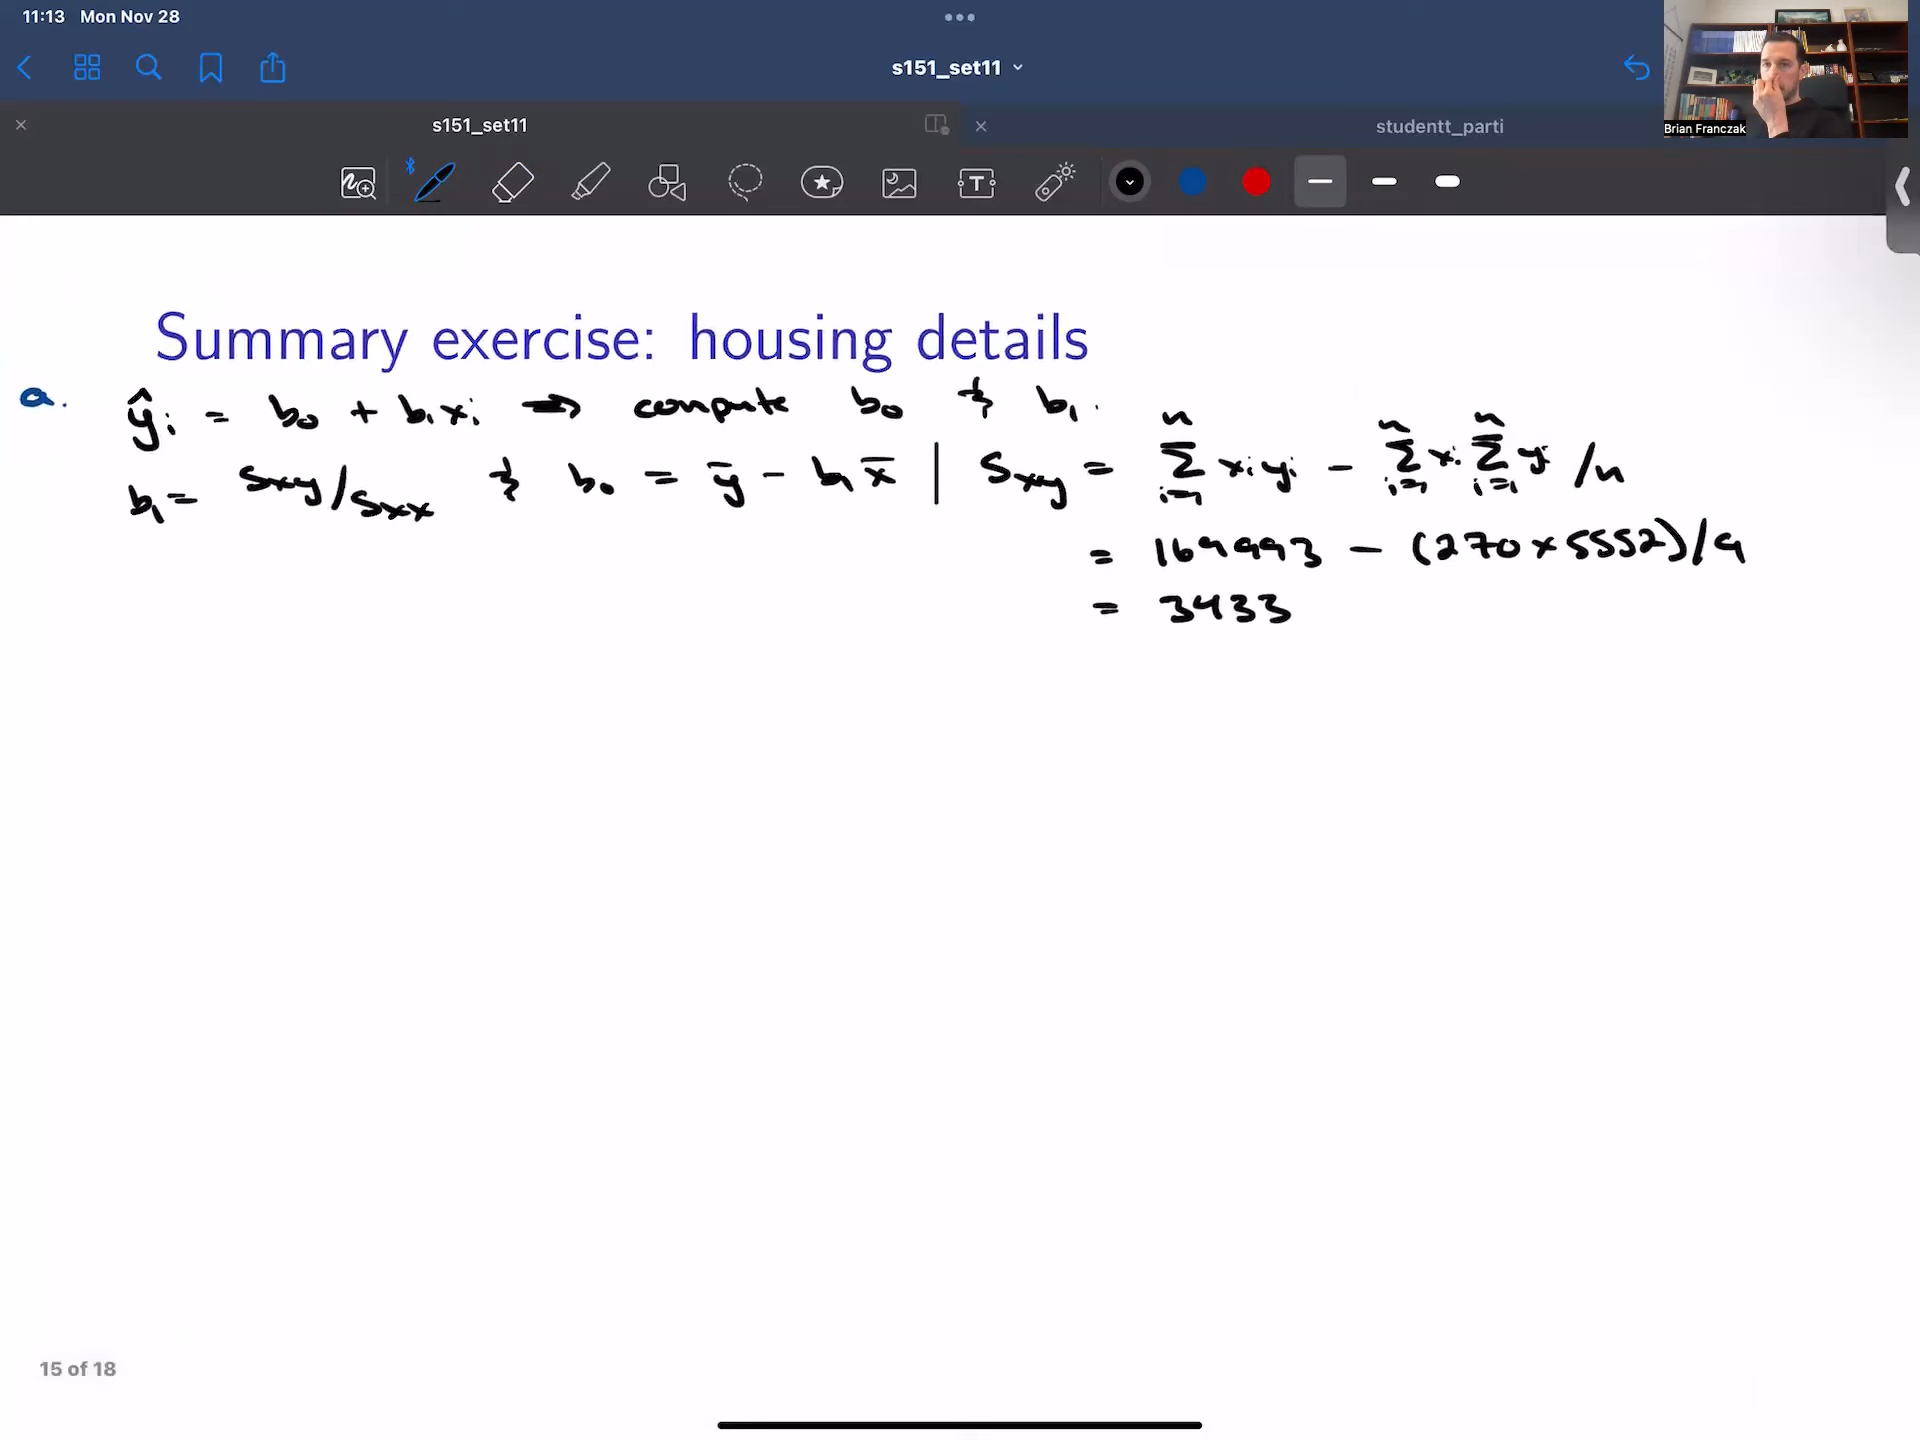 11:13 Mon Nov 28
s151_set11
Brian Franczak
s151_set11
studentt_parti
T
Summary exercise: housing details
a. ŷᵢ = b₀ + b₁xᵢ → compute b₀ & b₁.
b₁ = Sxy/Sxx & b₀ = ȳ - b₁x̄ | Sxy = Σⁿᵢ₌₁ xᵢyᵢ - Σⁿᵢ₌₁ xᵢ Σⁿᵢ₌₁ yᵢ /n
= 169993 - (270×5552)/9
= 3433
15 of 18